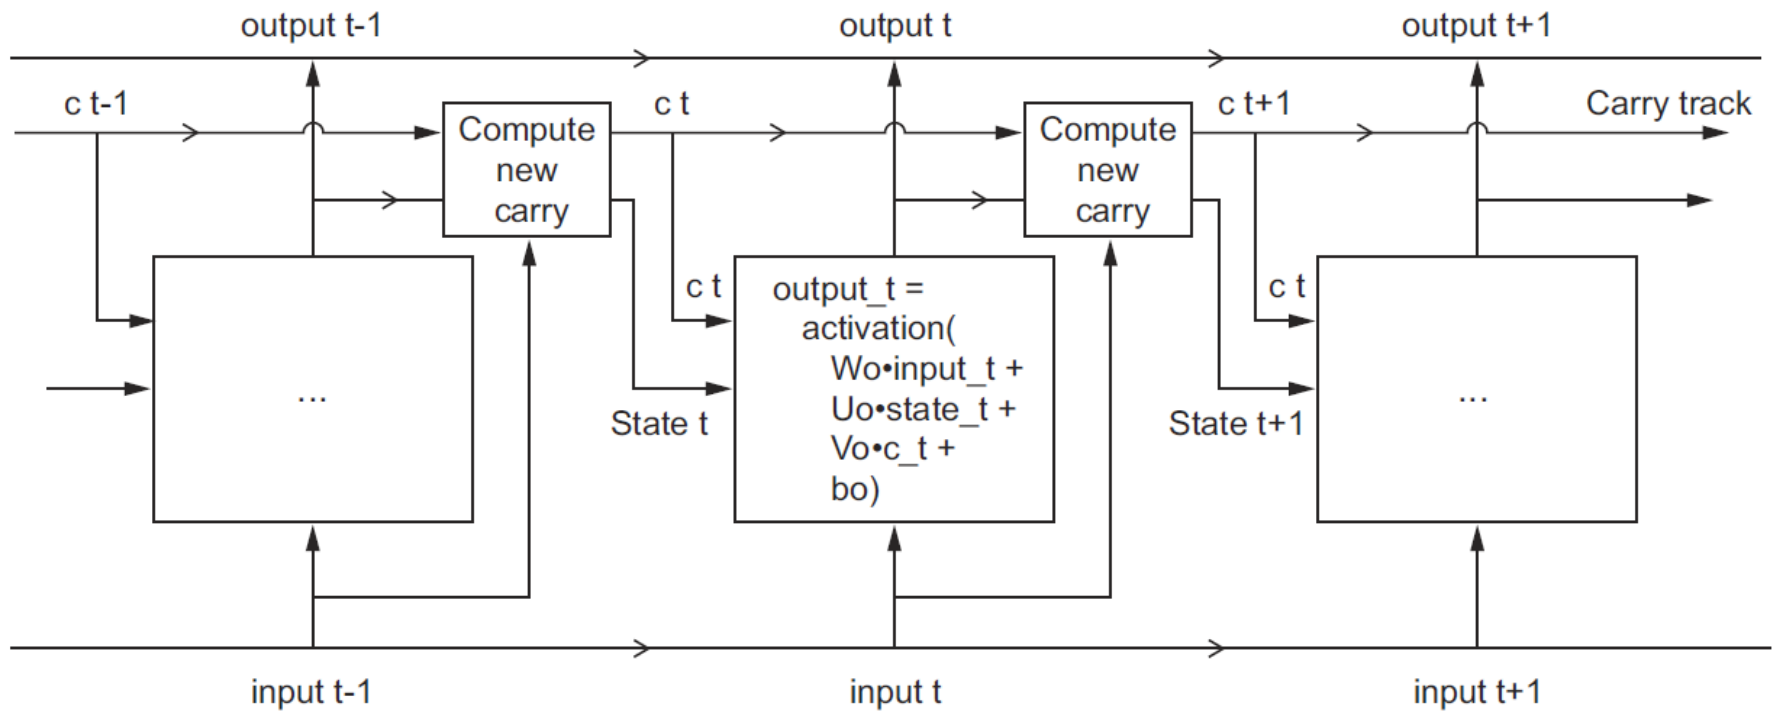 output t-1
output t
output t+1
c t-1
Compute
new
carry
c t
Compute
new
carry
c t+1
Carry track
c t
output_t =
activation(
Wo•input_t +
Uo•state_t +
Vo•c_t +
bo)
c t
...
State t
State t+1
...
input t-1
input t
input t+1